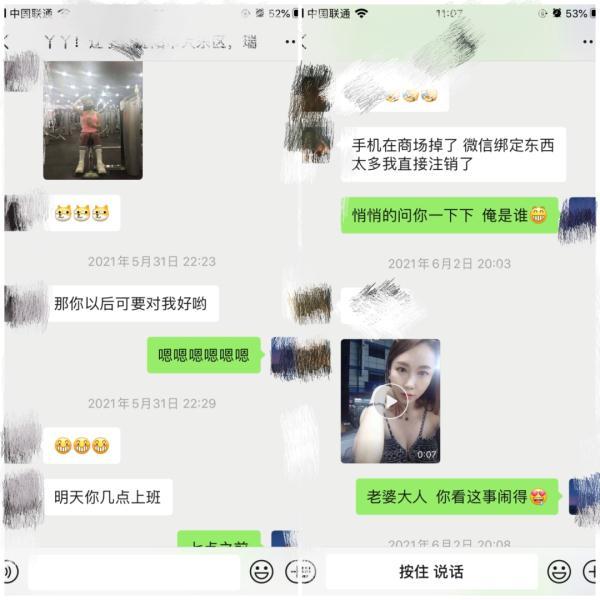 中国联通
52%
2021年5月31日 22:23
那你以后可要对我好哟
嗯嗯嗯嗯嗯嗯
2021年5月31日 22:29
明天你几点上班
七点之前
中国联通
11:07
53%
手机在商场掉了 微信绑定东西
太多我直接注销了
悄悄的问你一下下 俺是谁
2021年6月2日 20:03
0:07
老婆大人 你看这事闹得
2021年6月2日 20:08
按住 说话